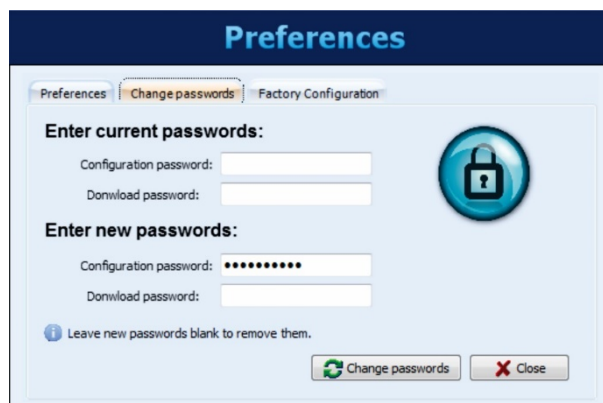 Preferences
Preferences Change passwords Factory Configuration
Enter current passwords:
Configuration password:
Donwload password:
Enter new passwords:
Configuration password: ••••••••••
Donwload password:
Leave new passwords blank to remove them.
Change passwords Close